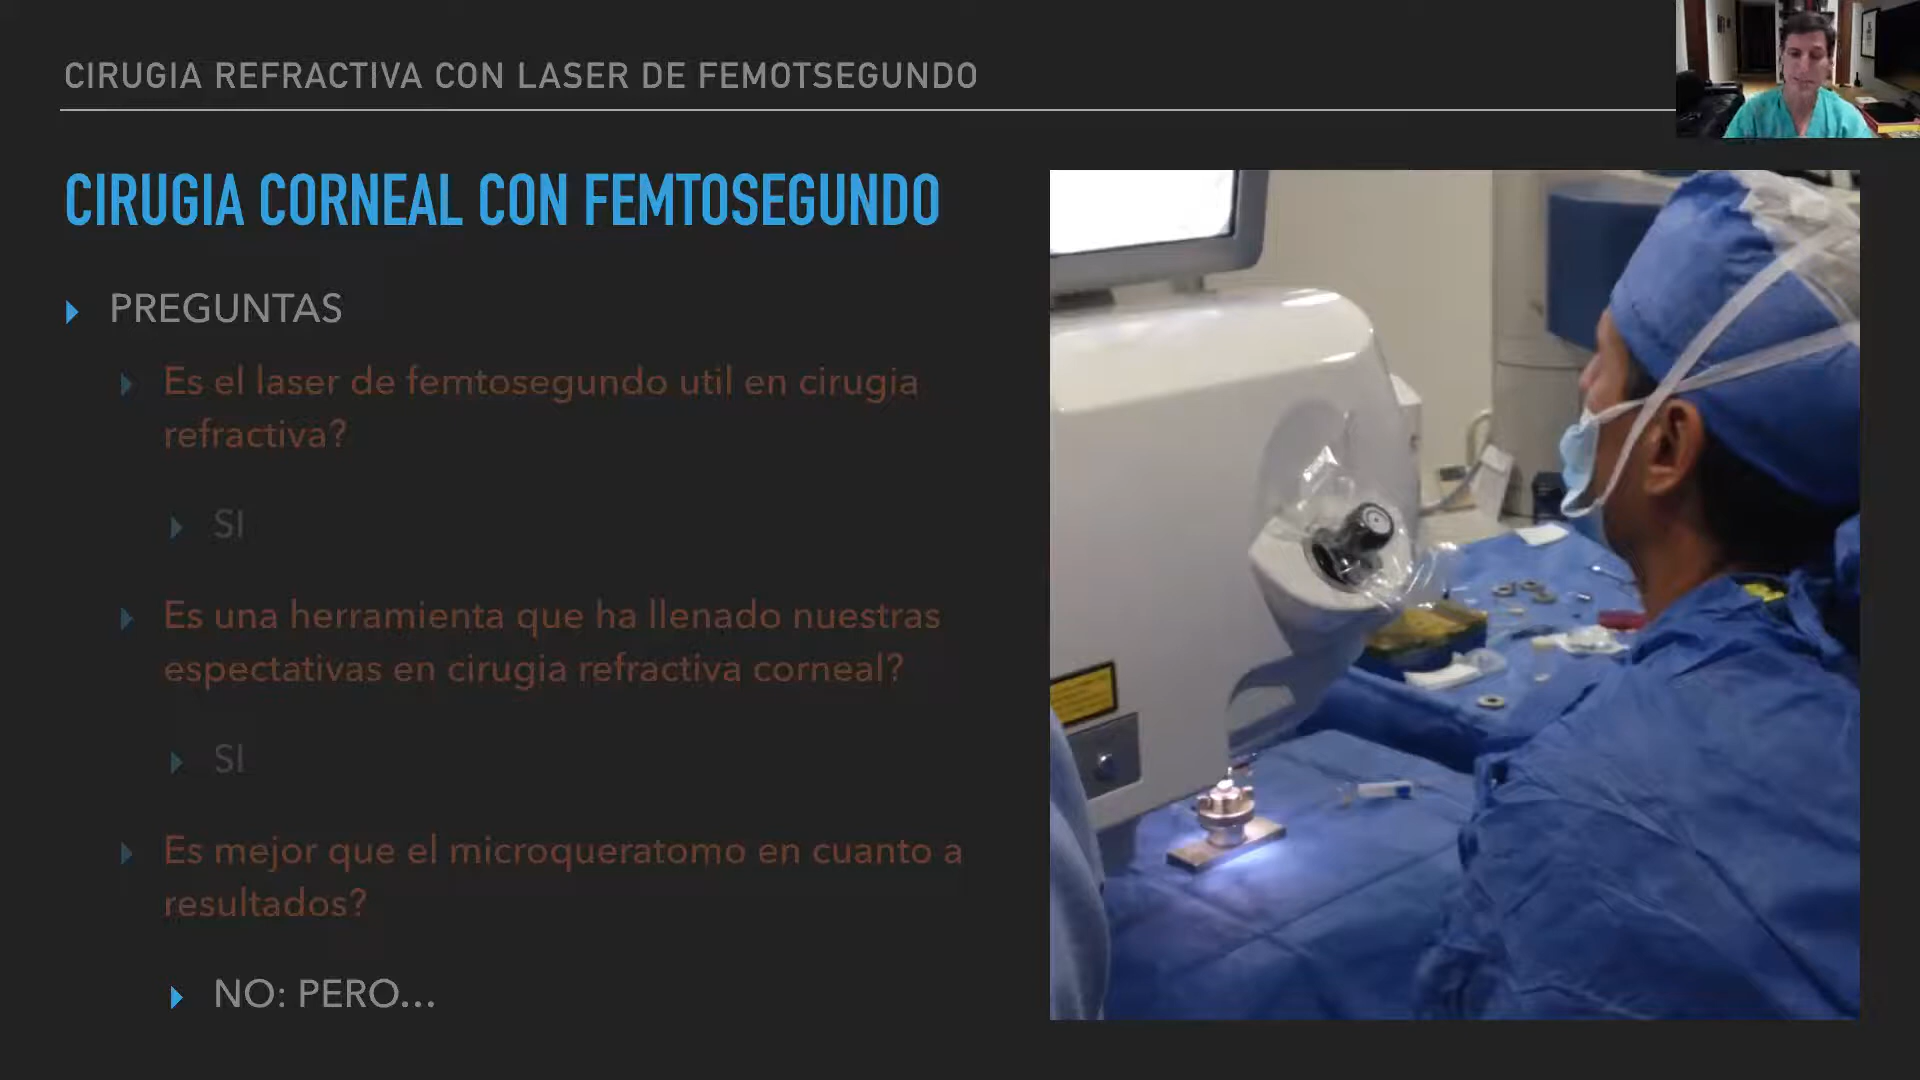 CIRUGIA REFRACTIVA CON LASER DE FEMOTSEGUNDO
CIRUGIA CORNEAL CON FEMTOSEGUNDO
PREGUNTAS
Es el laser de femtosegundo util en cirugia
refractiva?
SI
Es una herramienta que ha llenado nuestras
espectativas en cirugia refractiva corneal?
SI
Es mejor que el microqueratomo en cuanto a
resultados?
NO: PERO...